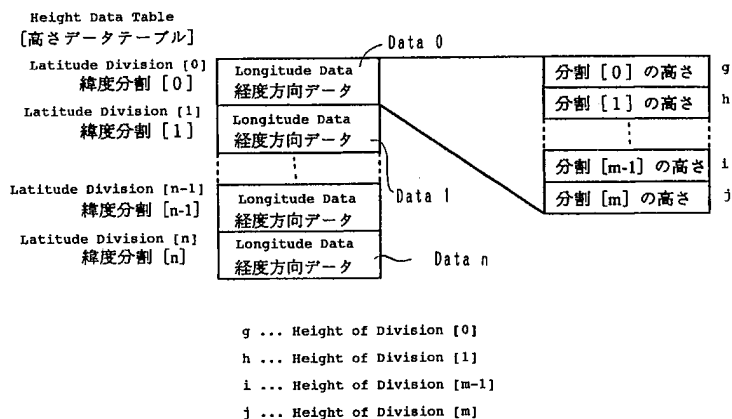 Height Data Table
[高さデータテーブル]
Data 0
Latitude Division [0]
緯度分割 [0]
Longitude Data
経度方向データ
分割 [0] の高さ
g
分割 [1] の高さ
h
Latitude Division [1]
緯度分割 [1]
Longitude Data
経度方向データ
Data 1
分割 [m-1] の高さ
i
分割 [m] の高さ
j
Latitude Division [n-1]
緯度分割 [n-1]
Longitude Data
経度方向データ
Latitude Division [n]
緯度分割 [n]
Longitude Data
経度方向データ
Data n
g ... Height of Division [0]
h ... Height of Division [1]
i ... Height of Division [m-1]
j ... Height of Division [m]